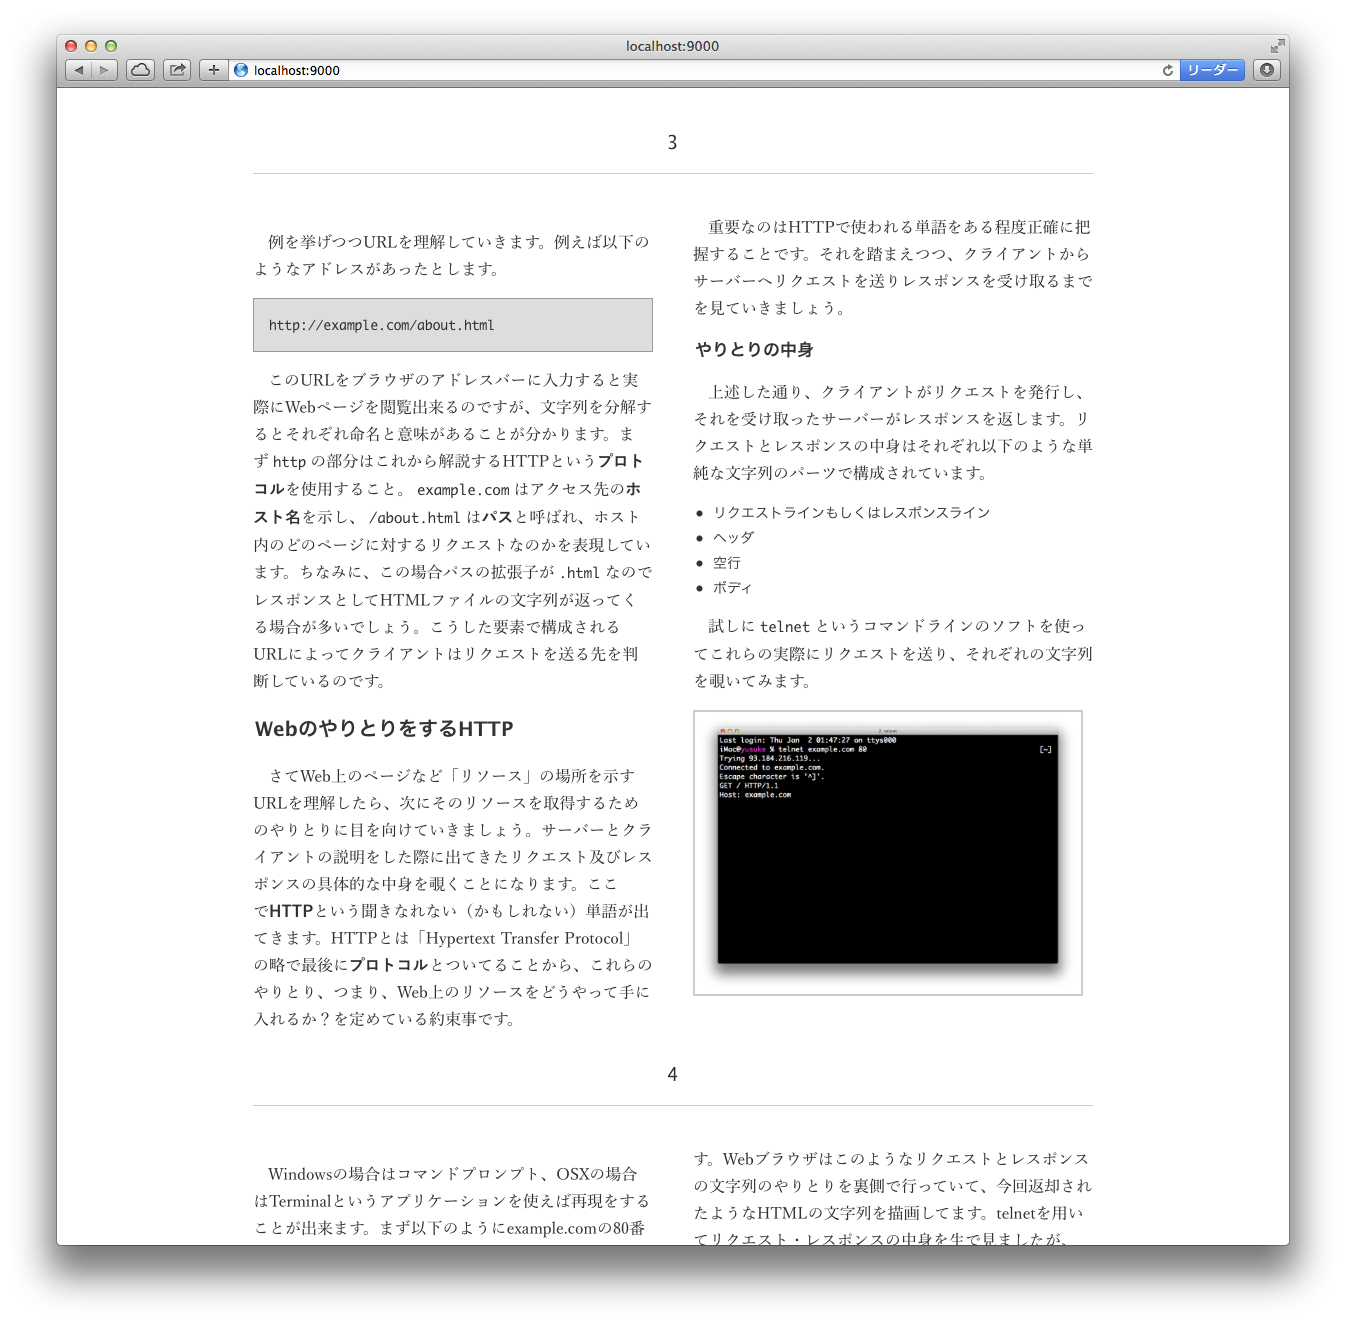 localhost:9000
localhost:9000
リーダー
3
例を挙げつつURLを理解していきます。例えば以下の
ようなアドレスがあったとします。
http://example.com/about.html
このURLをブラウザのアドレスバーに入力すると実
際にWebページを閲覧出来るのですが、文字列を分解す
るとそれぞれ命名と意味があることが分かります。ま
ず http の部分はこれから解説するHTTPというプロト
コルを使用すること。 example.com はアクセス先のホ
スト名を示し、 /about.html はパスと呼ばれ、ホスト
内のどのページに対するリクエストなのかを表現してい
ます。ちなみに、この場合パスの拡張子が .html なので
レスポンスとしてHTMLファイルの文字列が返ってく
る場合が多いでしょう。こうした要素で構成される
URLによってクライアントはリクエストを送る先を判
断しているのです。
WebのやりとりをするHTTP
さてWeb上のページなど「リソース」の場所を示す
URLを理解したら、次にそのリソースを取得するため
のやりとりに目を向けていきましょう。サーバーとクラ
イアントの説明をした際に出てきたリクエスト及びレス
ポンスの具体的な中身を覗くことになります。ここ
でHTTPという聞きなれない（かもしれない）単語が出
てきます。HTTPとは「Hypertext Transfer Protocol」
の略で最後にプロトコルとついてることから、これらの
やりとり、つまり、Web上のリソースをどうやって手に
入れるか？を定めている約束事です。
重要なのはHTTPで使われる単語をある程度正確に把
握することです。それを踏まえつつ、クライアントから
サーバーへリクエストを送りレスポンスを受け取るまで
を見ていきましょう。
やりとりの中身
上述した通り、クライアントがリクエストを発行し、
それを受け取ったサーバーがレスポンスを返します。リ
クエストとレスポンスの中身はそれぞれ以下のような単
純な文字列のパーツで構成されています。
● リクエストラインもしくはレスポンスライン
● ヘッダ
● 空行
● ボディ
試しに telnet というコマンドラインのソフトを使っ
てこれらの実際にリクエストを送り、それぞれの文字列
を覗いてみます。
Last login: Thu Jan  2 01:47:27 on ttys000
iMac@yusuke % telnet example.com 80 [~]
Trying 93.184.216.119...
Connected to example.com.
Escape character is '^]'.
GET / HTTP/1.1
Host: example.com
4
Windowsの場合はコマンドプロンプト、OSXの場合
はTerminalというアプリケーションを使えば再現をする
ことが出来ます。まず以下のようにexample.comの80番
す。Webブラウザはこのようなリクエストとレスポンス
の文字列のやりとりを裏側で行っていて、今回返却され
たようなHTMLの文字列を描画してます。telnetを用い
てリクエスト・レスポンスの中身を生で見ましたが、